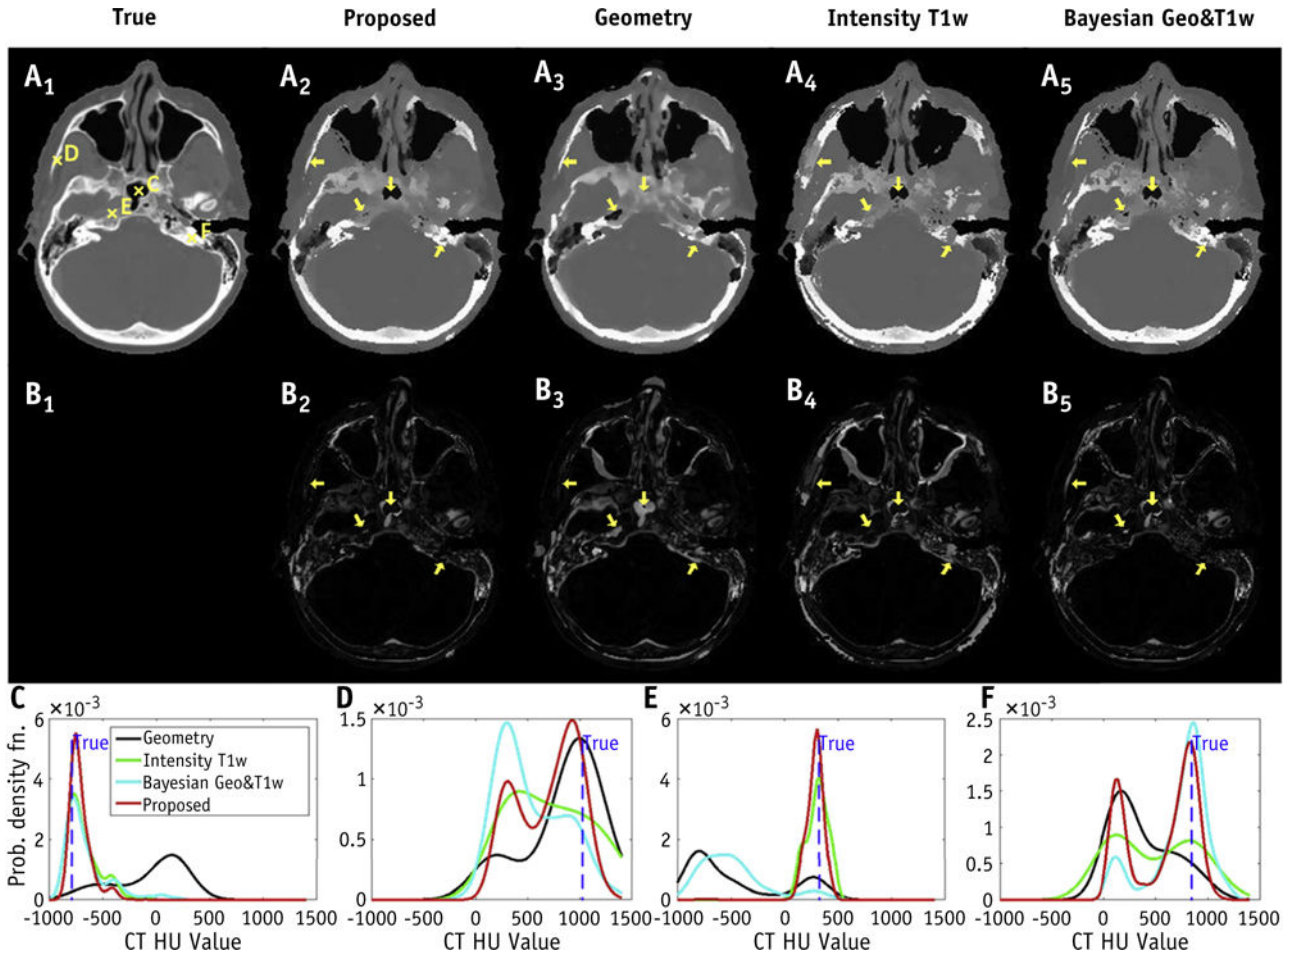 True Proposed Geometry Intensity T1w Bayesian Geo&T1w
A1 A2 A3 A4 A5
D
C
E
F
B1 B2 B3 B4 B5
C D E F
×10-3 ×10-3 ×10-3 ×10-3
Prob. density fn.
6
4
2
0
True
Geometry
Intensity T1w
Bayesian Geo&T1w
Proposed
-1000 -500 0 500 1000 1500
CT HU Value
1.5
1
0.5
0
True
-1000 -500 0 500 1000 1500
CT HU Value
6
4
2
0
True
-1000 -500 0 500 1000 1500
CT HU Value
2.5
2
1.5
1
0.5
0
True
-1000 -500 0 500 1000 1500
CT HU Value